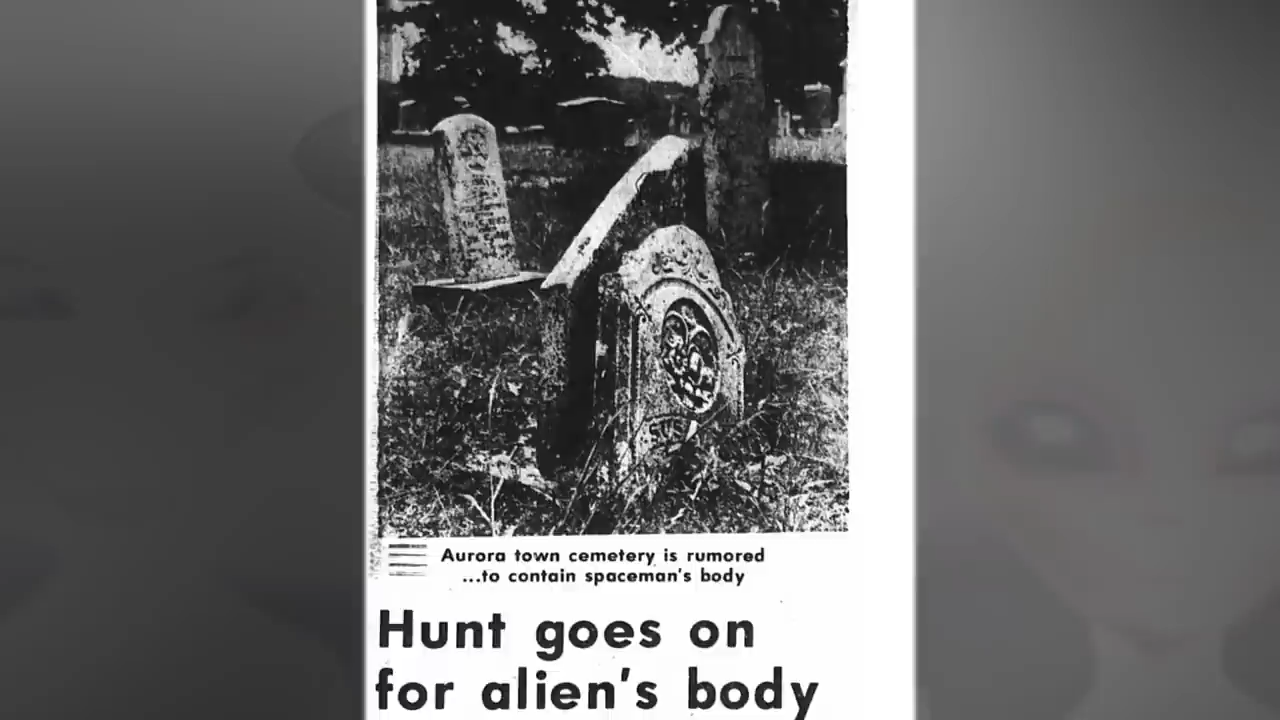 Aurora town cemetery is rumored
...to contain spaceman's body
Hunt goes on
for alien's body